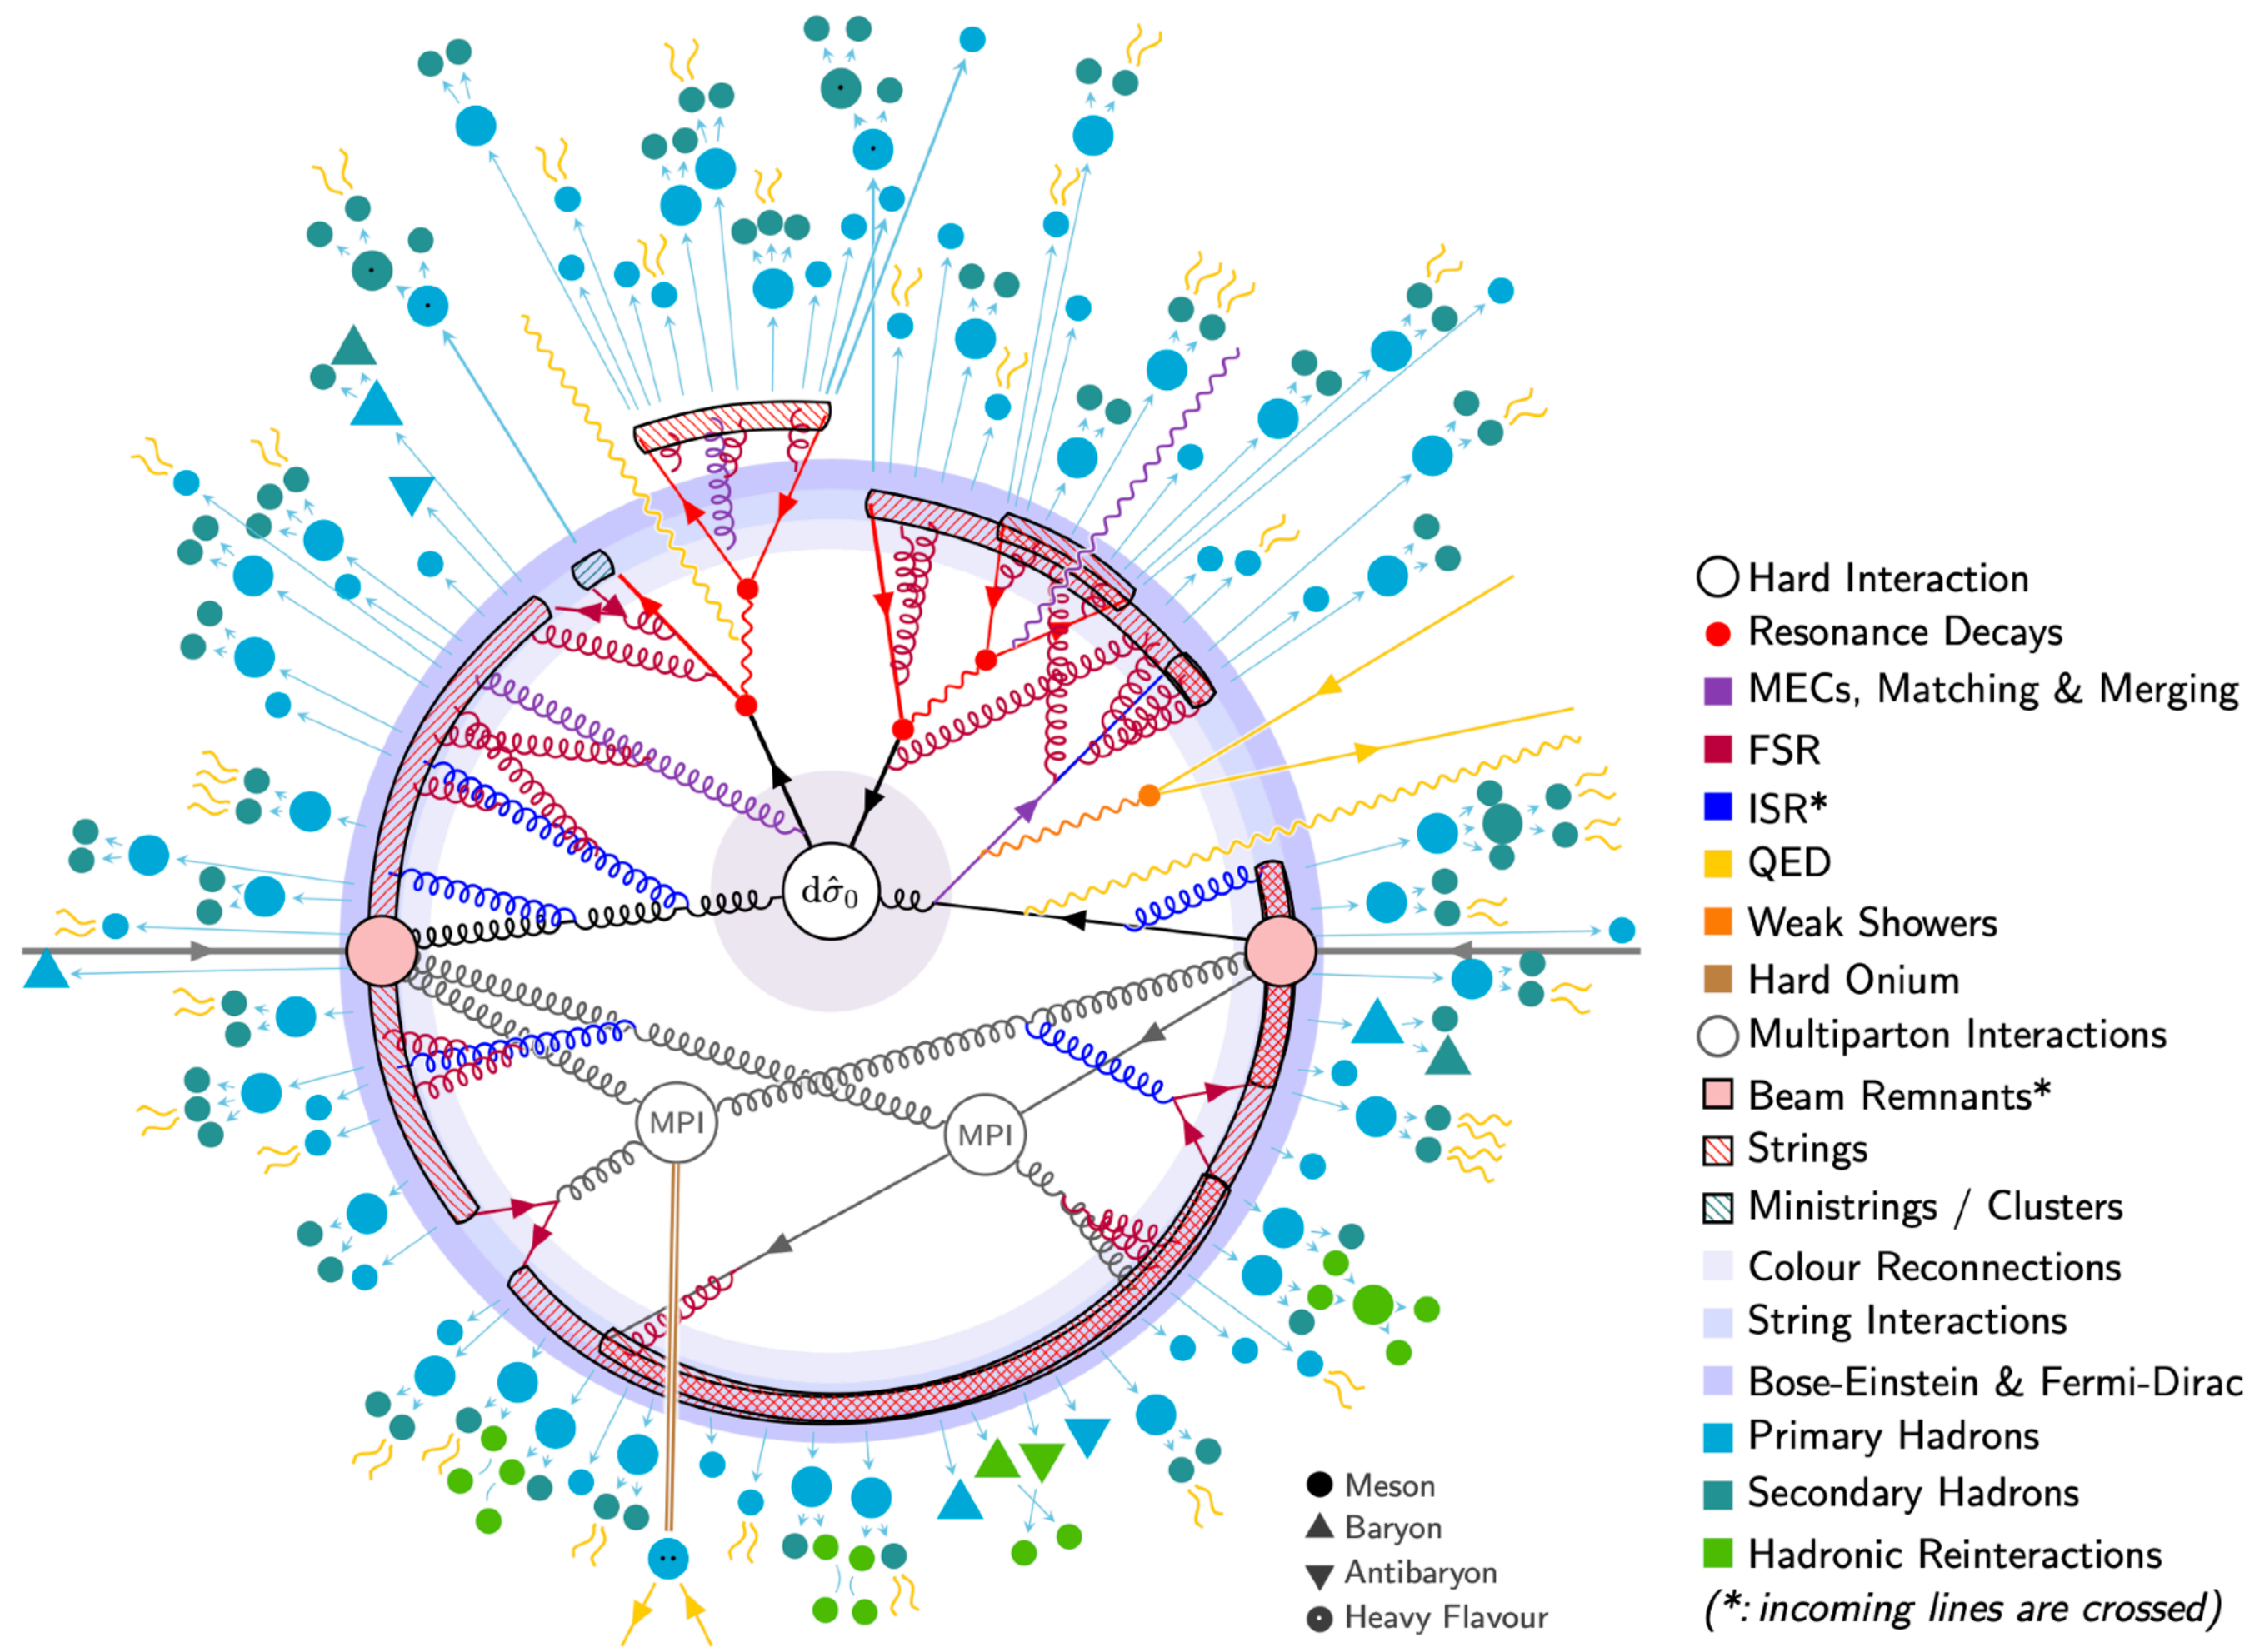 dσ̂₀
MPI
MPI
Meson
Baryon
Antibaryon
Heavy Flavour
Hard Interaction
Resonance Decays
MECs, Matching & Merging
FSR
ISR*
QED
Weak Showers
Hard Onium
Multiparton Interactions
Beam Remnants*
Strings
Ministrings / Clusters
Colour Reconnections
String Interactions
Bose-Einstein & Fermi-Dirac
Primary Hadrons
Secondary Hadrons
Hadronic Reinteractions
(*: incoming lines are crossed)